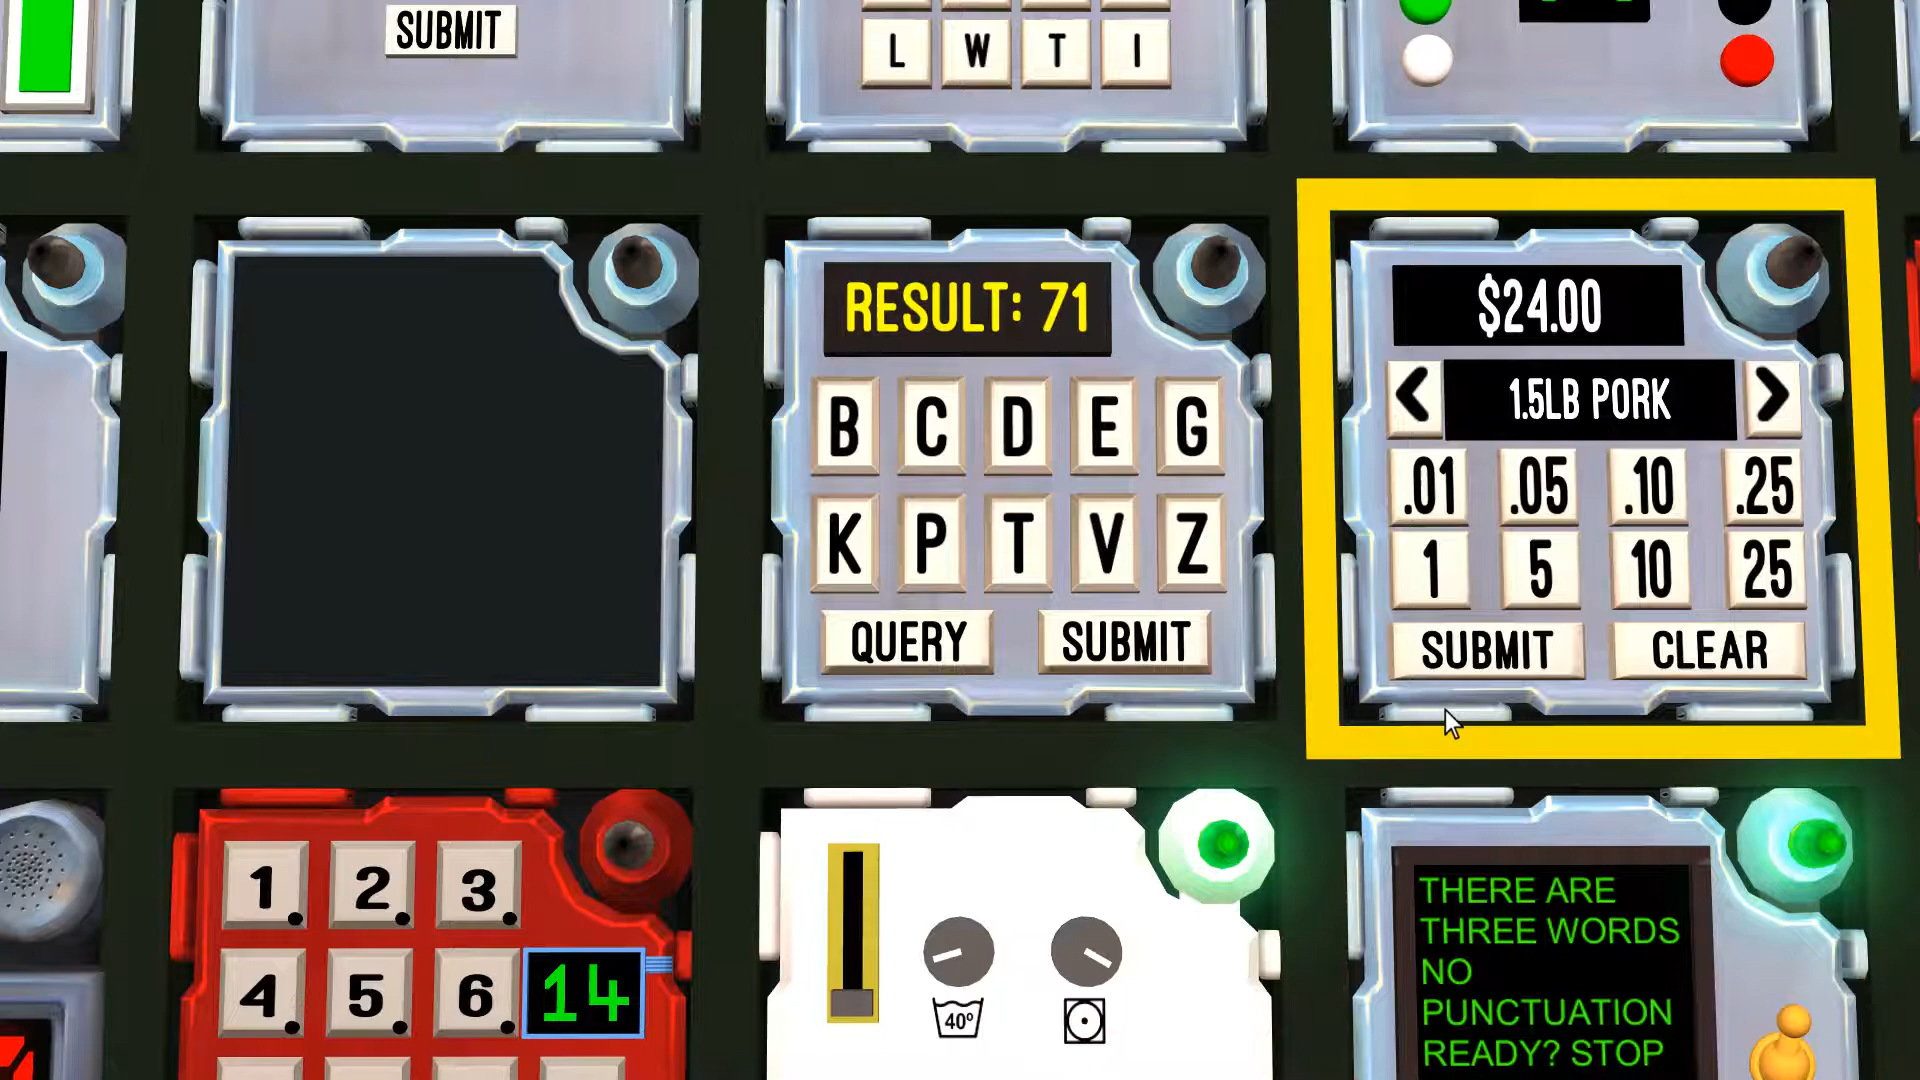 SUBMIT
L W T I
RESULT: 71
B C D E G
K P T V Z
QUERY SUBMIT
$24.00
< 1.5LB PORK >
.01 .05 .10 .25
1 5 10 25
SUBMIT CLEAR
1. 2. 3.
4. 5. 6. 14
40°
THERE ARE
THREE WORDS
NO
PUNCTUATION
READY? STOP